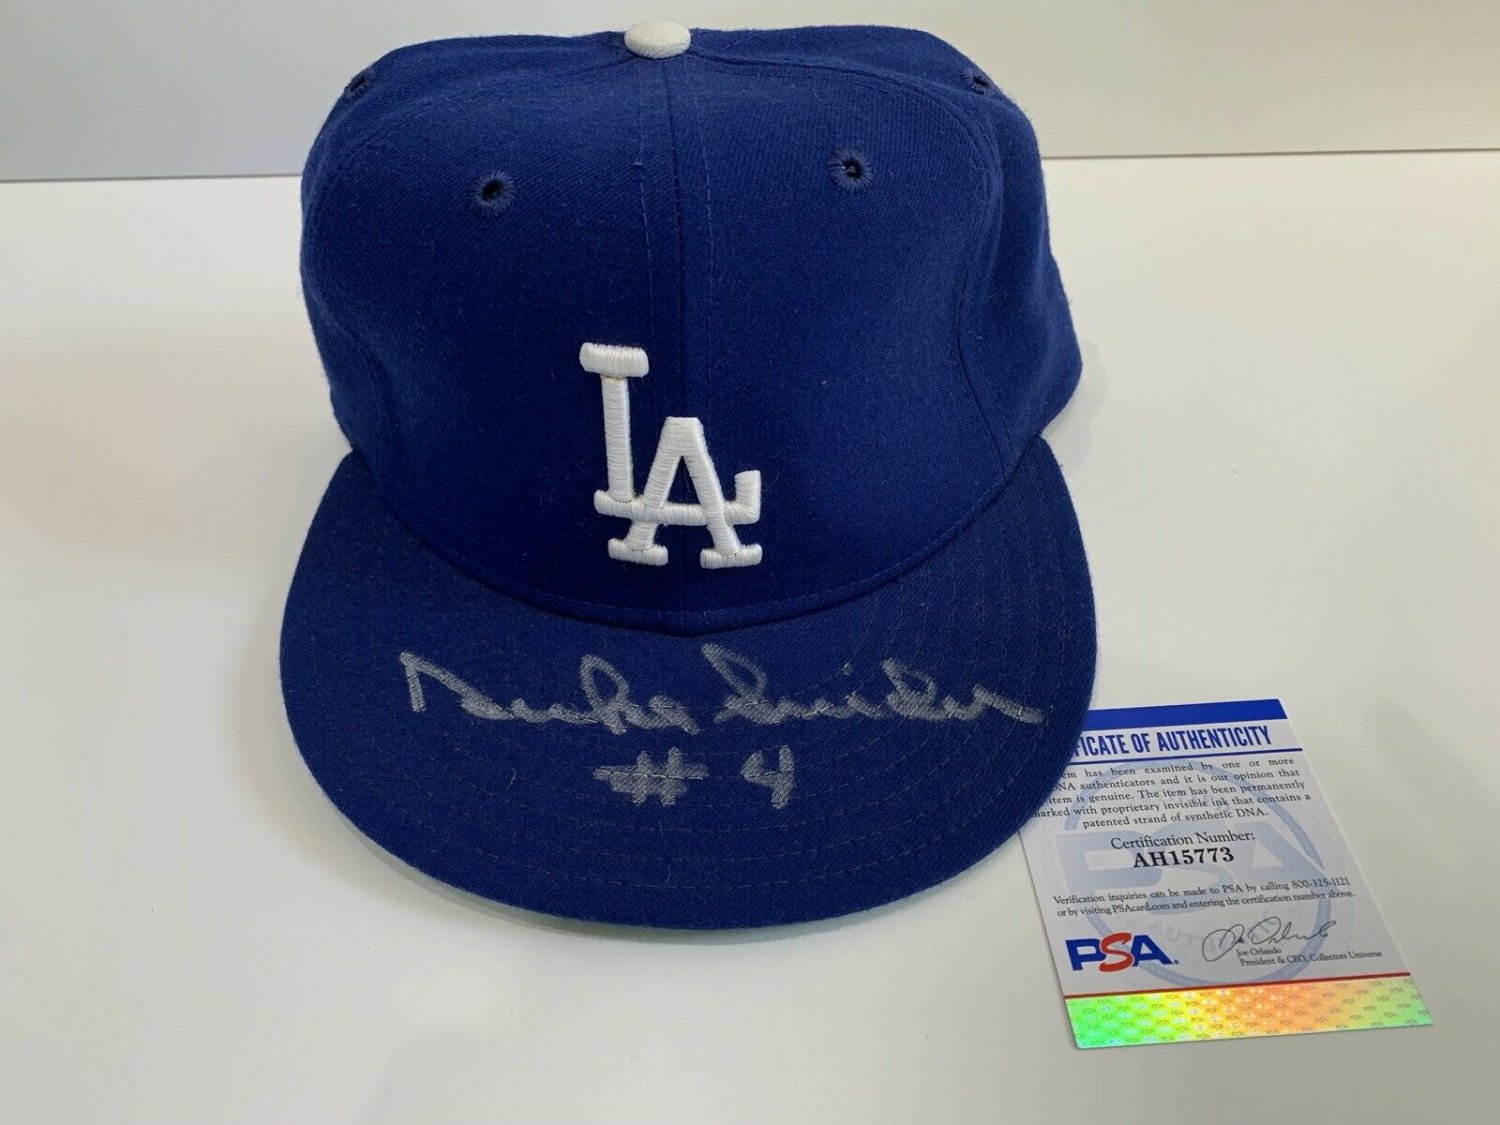 LA
Duke Snider
# 4
FICATE OF AUTHENTICITY
em has been examined by one or more
NA authenticators and it is our opinion that
item is genuine. The item has been permanently
marked with proprietary invisible ink that contains a
patented strand of synthetic DNA.
Certification Number:
AH15773
Verification inquiries can be made to PSA by calling 800-325-1121
or by visiting PSAcard.com and entering the certification number above.
PSA.
Joe Orlando
President & CEO, Collectors Universe